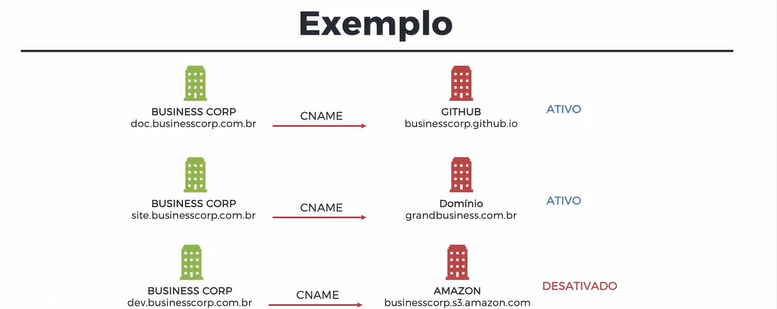 Exemplo
BUSINESS CORP
doc.businesscorp.com.br
CNAME
GITHUB
businesscorp.github.io
ATIVO
BUSINESS CORP
site.businesscorp.com.br
CNAME
Domínio
grandbusiness.com.br
ATIVO
BUSINESS CORP
dev.businesscorp.com.br
CNAME
AMAZON
businesscorp.s3.amazon.com
DESATIVADO